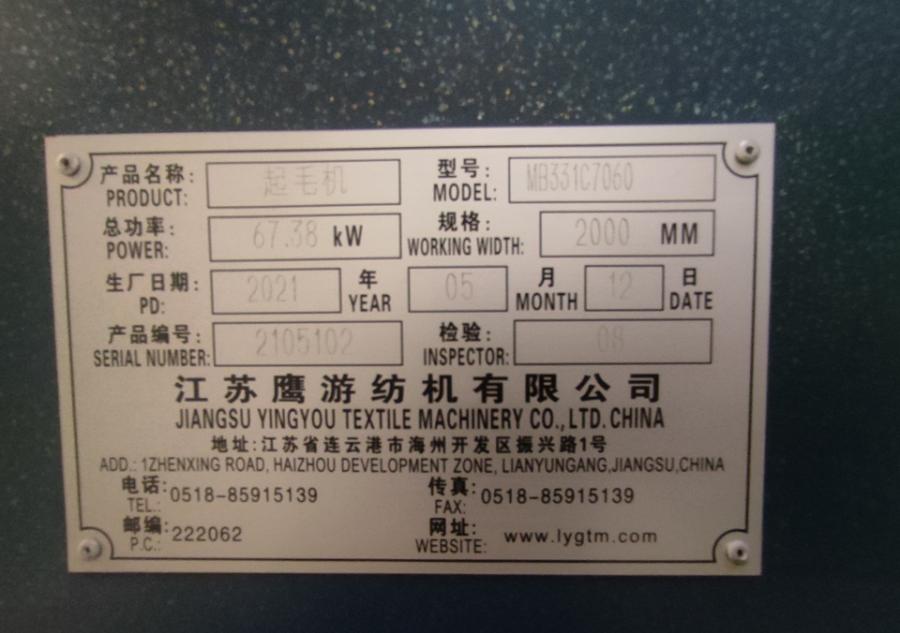 产品名称: 起毛机 型号: MB331C7060
PRODUCT: MODEL:
总功率: 67.38 kW 规格: 2000 MM
POWER: WORKING WIDTH:
生厂日期: 2021 年 05 月 12 日
PD: YEAR MONTH DATE
产品编号: 2105102 检验: 08
SERIAL NUMBER: INSPECTOR:
江苏鹰游纺机有限公司
JIANGSU YINGYOU TEXTILE MACHINERY CO., LTD. CHINA
地址:江苏省连云港市海州开发区振兴路1号
ADD.: 1ZHENXING ROAD, HAIZHOU DEVELOPMENT ZONE, LIANYUNGANG,JIANGSU,CHINA
电话: 0518-85915139 传真: 0518-85915139
TEL.: FAX:
邮编: 222062 网址: www.lygtm.com
P.C.: WEBSITE: